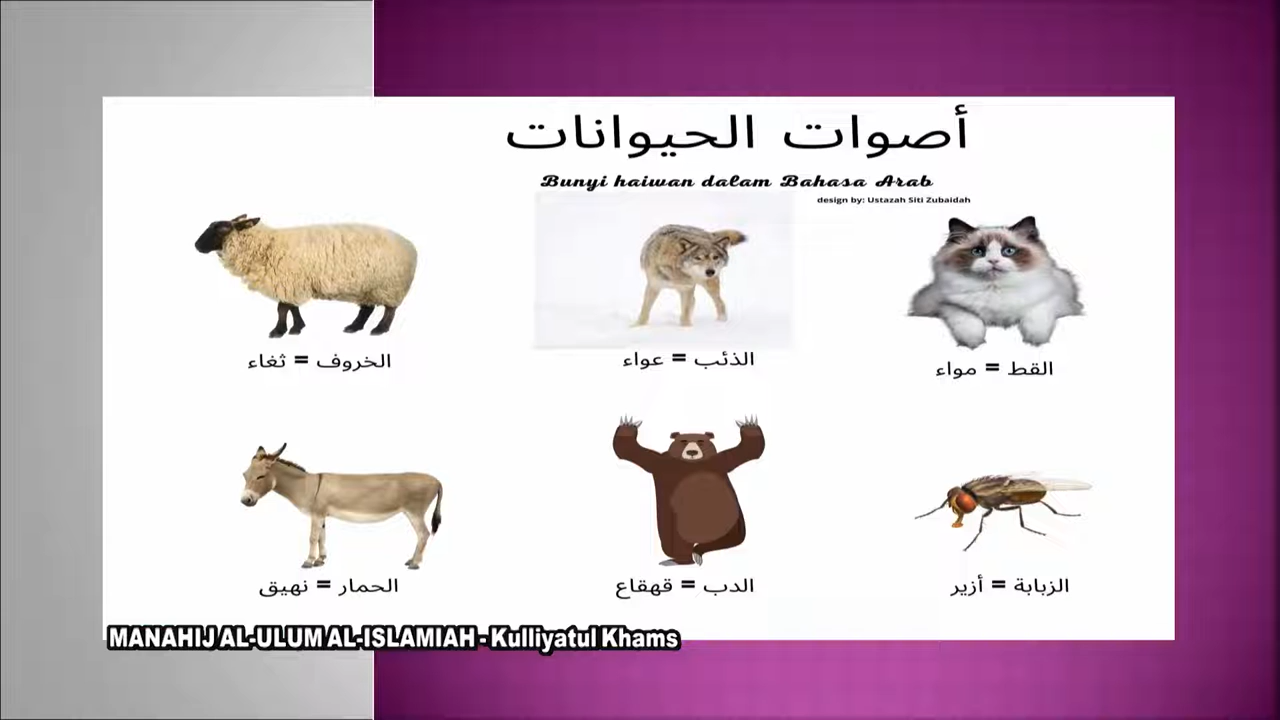 أصوات الحيوانات
Bunyi haiwan dalam Bahasa Arab
design by: Ustazah Siti Zubaidah
القط = مواء
الذئب = عواء
الخروف = ثغاء
الزبابة = أزير
الدب = قهقاع
الحمار = نهيق
MANAHIJ AL-ULUM AL-ISLAMIAH - Kulliyatul Khams